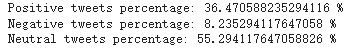 Positive tweets percentage: 36.470588235294116 %
Negative tweets percentage: 8.235294117647058 %
Neutral tweets percentage: 55.294117647058826 %